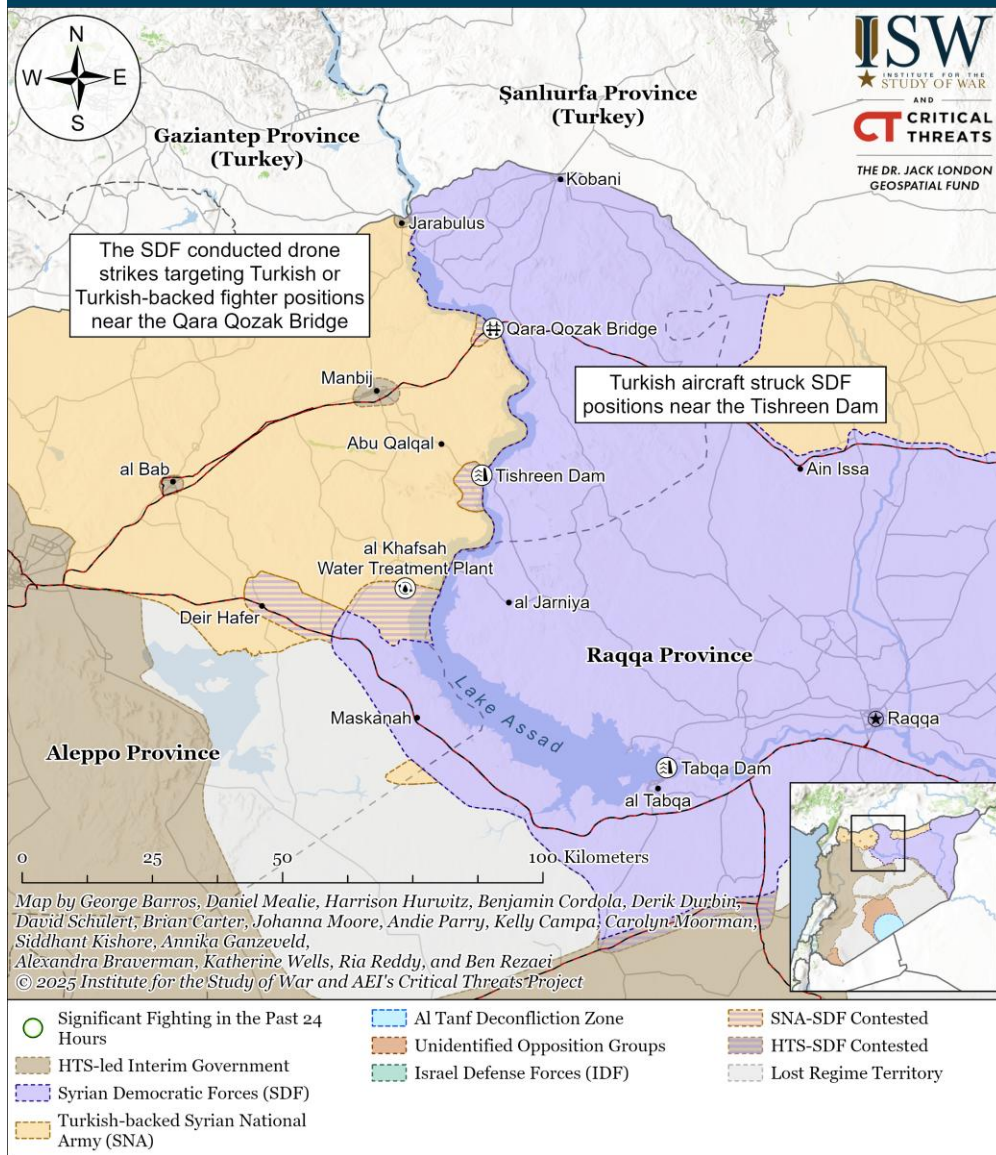 N
W E
S
ISW
INSTITUTE FOR THE
STUDY OF WAR
AND
CT CRITICAL
THREATS
THE DR. JACK LONDON
GEOSPATIAL FUND
Şanlıurfa Province
(Turkey)
Gaziantep Province
(Turkey)
Kobani
Jarabulus
The SDF conducted drone
strikes targeting Turkish or
Turkish-backed fighter positions
near the Qara Qozak Bridge
Qara-Qozak Bridge
Manbij
Turkish aircraft struck SDF
positions near the Tishreen Dam
Abu Qalqal
al Bab
Tishreen Dam
Ain Issa
al Khafsah
Water Treatment Plant
Deir Hafer
al Jarniya
Raqqa Province
Lake Assad
Maskanah
Raqqa
Aleppo Province
Tabqa Dam
al Tabqa
0 25 50 100 Kilometers
Map by George Barros, Daniel Mealie, Harrison Hurwitz, Benjamin Cordola, Derik Durbin,
David Schulert, Brian Carter, Johanna Moore, Andie Parry, Kelly Campa, Carolyn Moorman,
Siddhant Kishore, Annika Ganzeveld,
Alexandra Braverman, Katherine Wells, Ria Reddy, and Ben Rezaei
© 2025 Institute for the Study of War and AEI's Critical Threats Project
Significant Fighting in the Past 24
Hours
HTS-led Interim Government
Syrian Democratic Forces (SDF)
Turkish-backed Syrian National
Army (SNA)
Al Tanf Deconfliction Zone
Unidentified Opposition Groups
Israel Defense Forces (IDF)
SNA-SDF Contested
HTS-SDF Contested
Lost Regime Territory